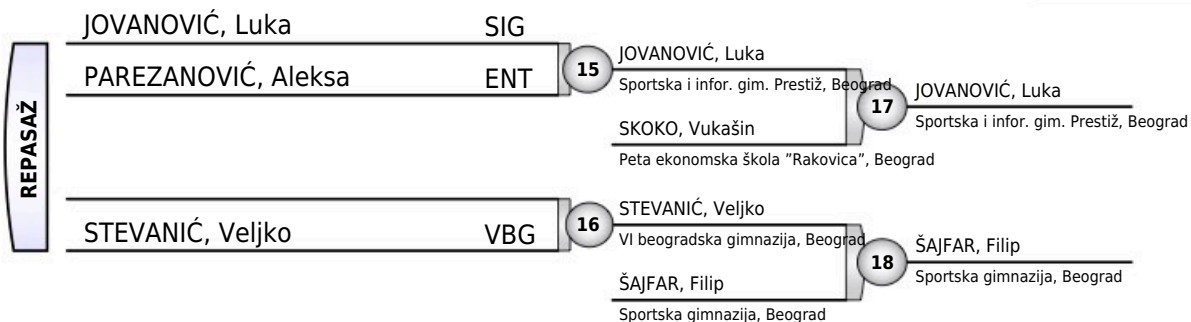 REPASAŽ
JOVANOVIĆ, Luka SIG
PAREZANOVIĆ, Aleksa ENT
STEVANIĆ, Veljko VBG
15
JOVANOVIĆ, Luka
Sportska i infor. gim. Prestiž, Beograd
SKOKO, Vukašin
Peta ekonomska škola ”Rakovica”, Beograd
16
STEVANIĆ, Veljko
VI beogradska gimnazija, Beograd
ŠAJFAR, Filip
Sportska gimnazija, Beograd
17
JOVANOVIĆ, Luka
Sportska i infor. gim. Prestiž, Beograd
18
ŠAJFAR, Filip
Sportska gimnazija, Beograd